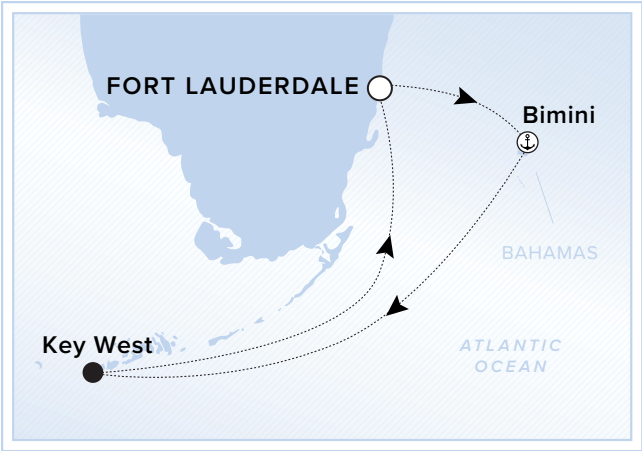 FORT LAUDERDALE
Bimini
BAHAMAS
Key West
ATLANTIC
OCEAN